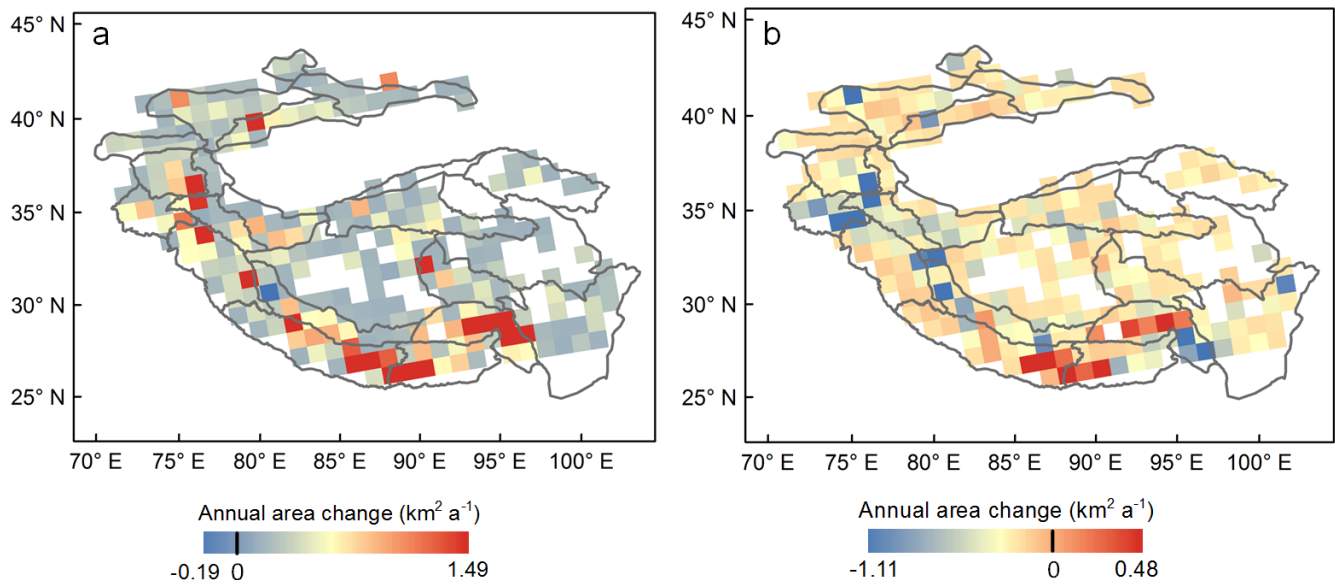 a
45° N
40° N
35° N
30° N
25° N
70° E 75° E 80° E 85° E 90° E 95° E 100° E
Annual area change (km² a⁻¹)
-0.19 0 1.49
b
45° N
40° N
35° N
30° N
25° N
70° E 75° E 80° E 85° E 90° E 95° E 100° E
Annual area change (km² a⁻¹)
-1.11 0 0.48